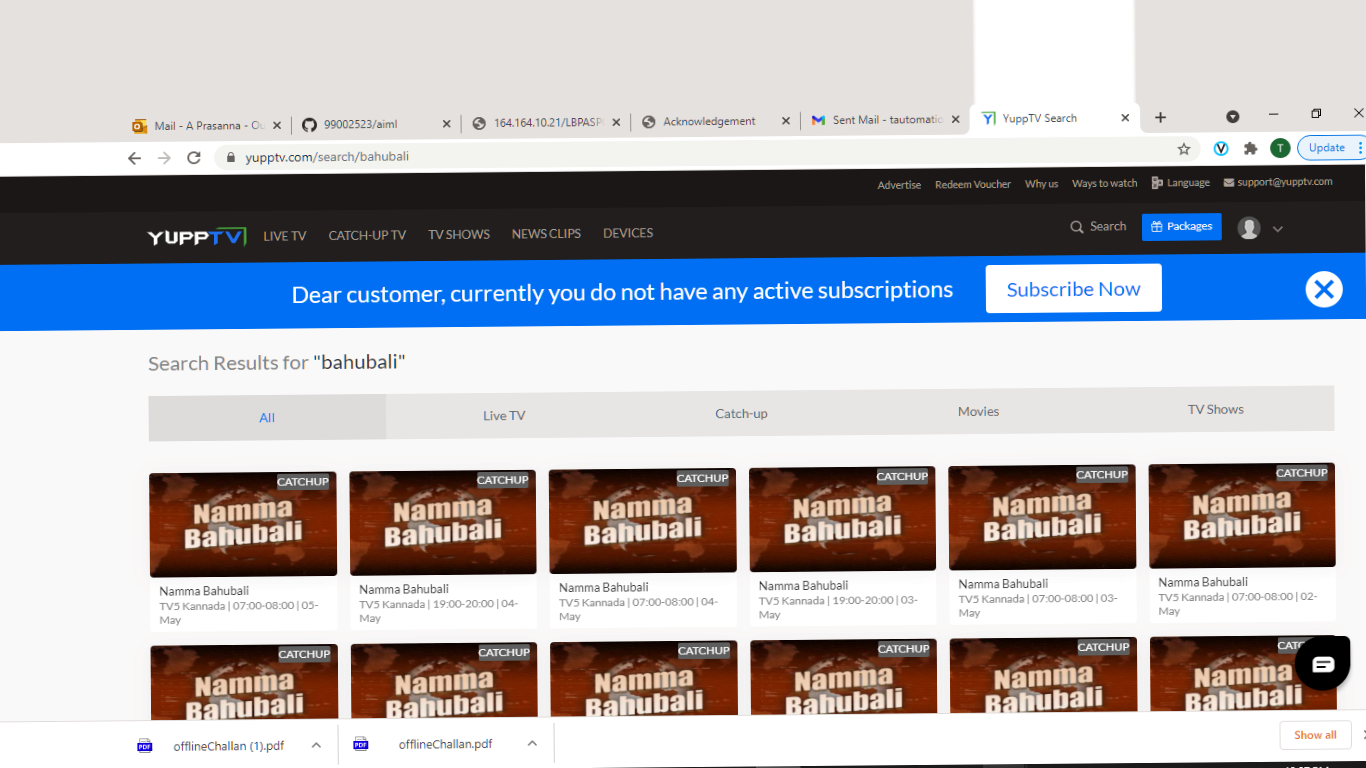 Mail - A Prasanna - Ou
99002523/aiml
164.164.10.21/LBPASP
Acknowledgement
Sent Mail - tautomatio
YuppTV Search
yupptv.com/search/bahubali
T
Update
Advertise
Redeem Voucher
Why us
Ways to watch
Language
support@yupptv.com
YUPPTV
LIVE TV
CATCH-UP TV
TV SHOWS
NEWS CLIPS
DEVICES
Search
Packages
Dear customer, currently you do not have any active subscriptions
Subscribe Now
Search Results for "bahubali"
All
Live TV
Catch-up
Movies
TV Shows
CATCHUP
Namma
Bahubali
Namma Bahubali
TV5 Kannada | 07:00-08:00 | 05-
May
CATCHUP
Namma
Bahubali
Namma Bahubali
TV5 Kannada | 19:00-20:00 | 04-
May
CATCHUP
Namma
Bahubali
Namma Bahubali
TV5 Kannada | 07:00-08:00 | 04-
May
CATCHUP
Namma
Bahubali
Namma Bahubali
TV5 Kannada | 19:00-20:00 | 03-
May
CATCHUP
Namma
Bahubali
Namma Bahubali
TV5 Kannada | 07:00-08:00 | 03-
May
CATCHUP
Namma
Bahubali
Namma Bahubali
TV5 Kannada | 07:00-08:00 | 02-
May
CATCHUP
Namma
Bahubali
CATCHUP
Namma
Bahubali
CATCHUP
Namma
Bahubali
CATCHUP
Namma
Bahubali
CATCHUP
Namma
Bahubali
Namma
Bahubali
PDF
offlineChallan (1).pdf
PDF
offlineChallan.pdf
Show all